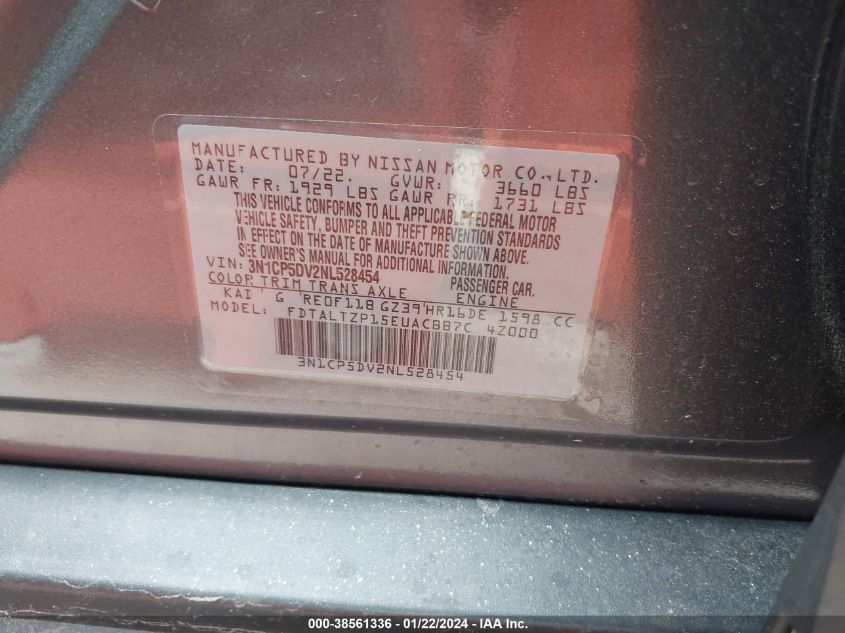 MANUFACTURED BY NISSAN MOTOR CO.,LTD.
DATE: 07/22. GVWR: 3660 LBS
GAWR FR: 1929 LBS GAWR RR: 1731 LBS
THIS VEHICLE CONFORMS TO ALL APPLICABLE FEDERAL MOTOR
VEHICLE SAFETY, BUMPER AND THEFT PREVENTION STANDARDS
IN EFFECT ON THE DATE OF MANUFACTURE SHOWN ABOVE.
SEE OWNER'S MANUAL FOR ADDITIONAL INFORMATION.
VIN: 3N1CP5DV2NL528454 PASSENGER CAR.
COLOR TRIM TRANS AXLE ENGINE
KAD G RE0F11B GZ39 HR16DE 1598 CC
MODEL: FDTALTZP15EUACBB7C 4Z000
3N1CP5DV2NL528454
000-38561336 - 01/22/2024 - IAA Inc.